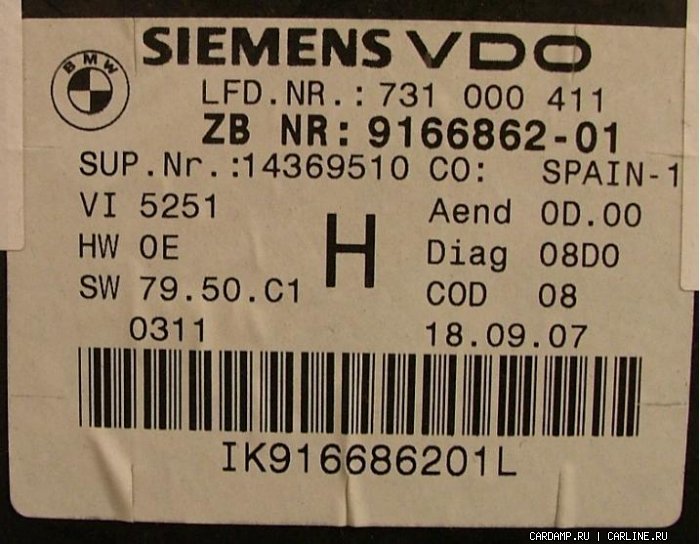 SIEMENS VDO
BMW
LFD.NR.: 731 000 411
ZB NR: 9166862-01
SUP.Nr.:14369510 CO: SPAIN-1
VI 5251 Aend 0D.00
HW 0E H Diag 08D0
SW 79.50.C1 COD 08
0311 18.09.07
IK916686201L
CARDAMP.RU | CARLINE.RU